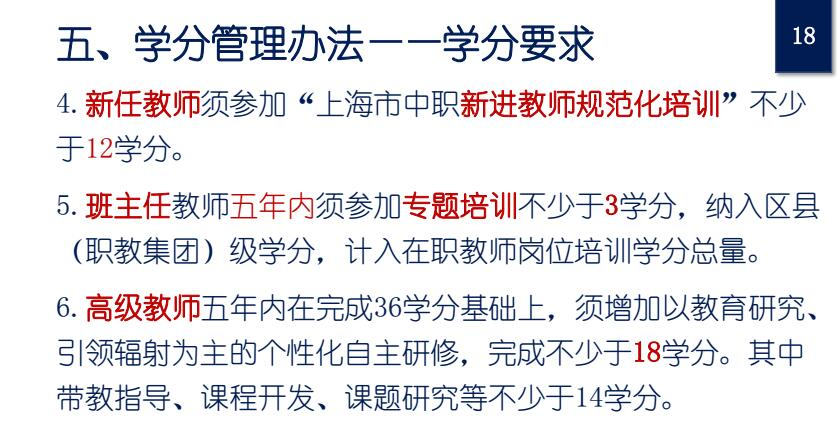 五、学分管理办法——学分要求
18
4. 新任教师须参加“上海市中职新进教师规范化培训”不少
于12学分。
5. 班主任教师五年内须参加专题培训不少于3学分，纳入区县
（职教集团）级学分，计入在职教师岗位培训学分总量。
6. 高级教师五年内在完成36学分基础上，须增加以教育研究、
引领辐射为主的个性化自主研修，完成不少于18学分。其中
带教指导、课程开发、课题研究等不少于14学分。